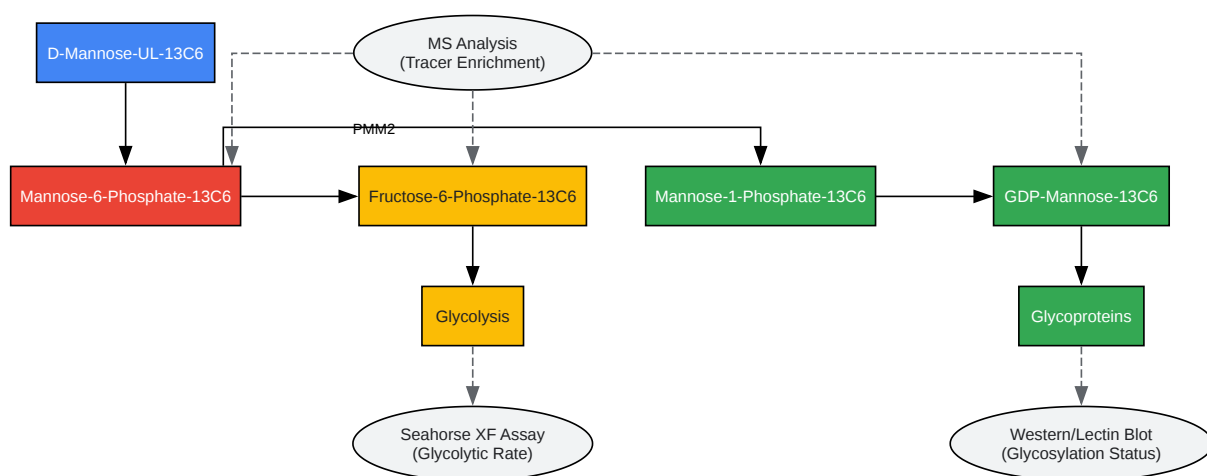 D-Mannose-UL-13C6
MS Analysis
(Tracer Enrichment)
PMM2
Mannose-6-Phosphate-13C6
Fructose-6-Phosphate-13C6
Mannose-1-Phosphate-13C6
GDP-Mannose-13C6
Glycolysis
Glycoproteins
Seahorse XF Assay
(Glycolytic Rate)
Western/Lectin Blot
(Glycosylation Status)